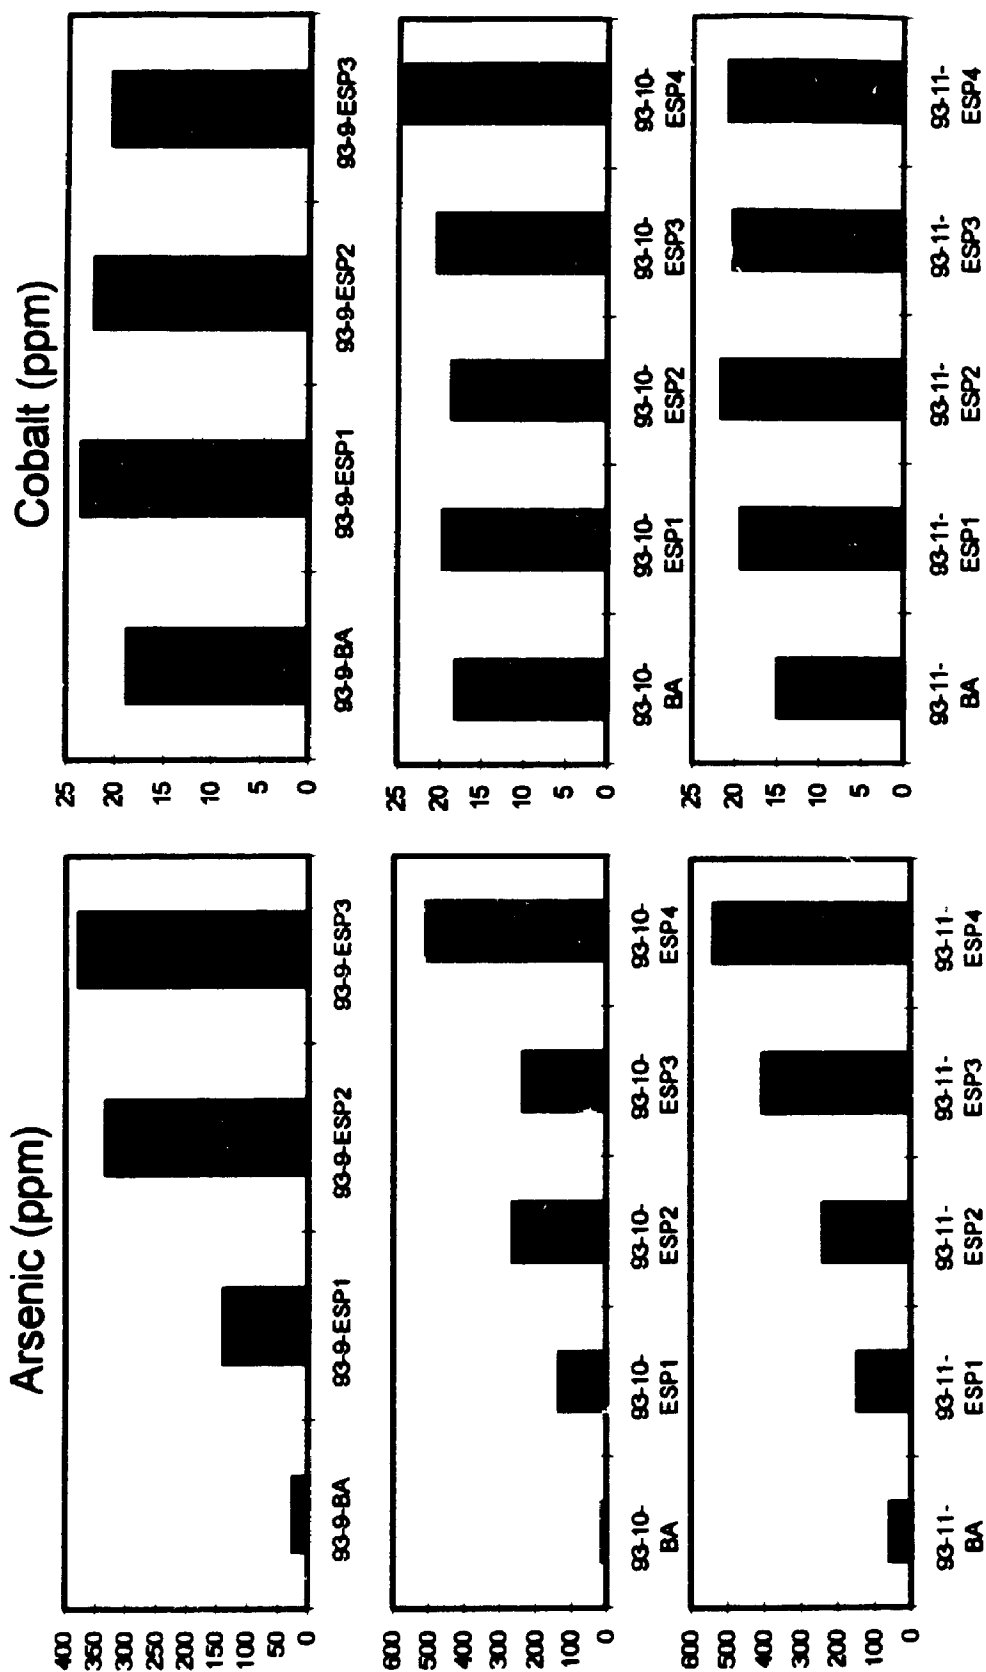 Arsenic (ppm)
400
350
300
250
200
150
100
50
0
93-9-BA
93-9-ESP1
93-9-ESP2
93-9-ESP3
600
500
400
300
200
100
0
93-10-
BA
93-10-
ESP1
93-10-
ESP2
93-10-
ESP3
93-10-
ESP4
600
500
400
300
200
100
0
93-11-
BA
93-11-
ESP1
93-11-
ESP2
93-11-
ESP3
93-11-
ESP4
Cobalt (ppm)
25
20
15
10
5
0
93-9-BA
93-9-ESP1
93-9-ESP2
93-9-ESP3
25
20
15
10
5
0
93-10-
BA
93-10-
ESP1
93-10-
ESP2
93-10-
ESP3
93-10-
ESP4
25
20
15
10
5
0
93-11-
BA
93-11-
ESP1
93-11-
ESP2
93-11-
ESP3
93-11-
ESP4